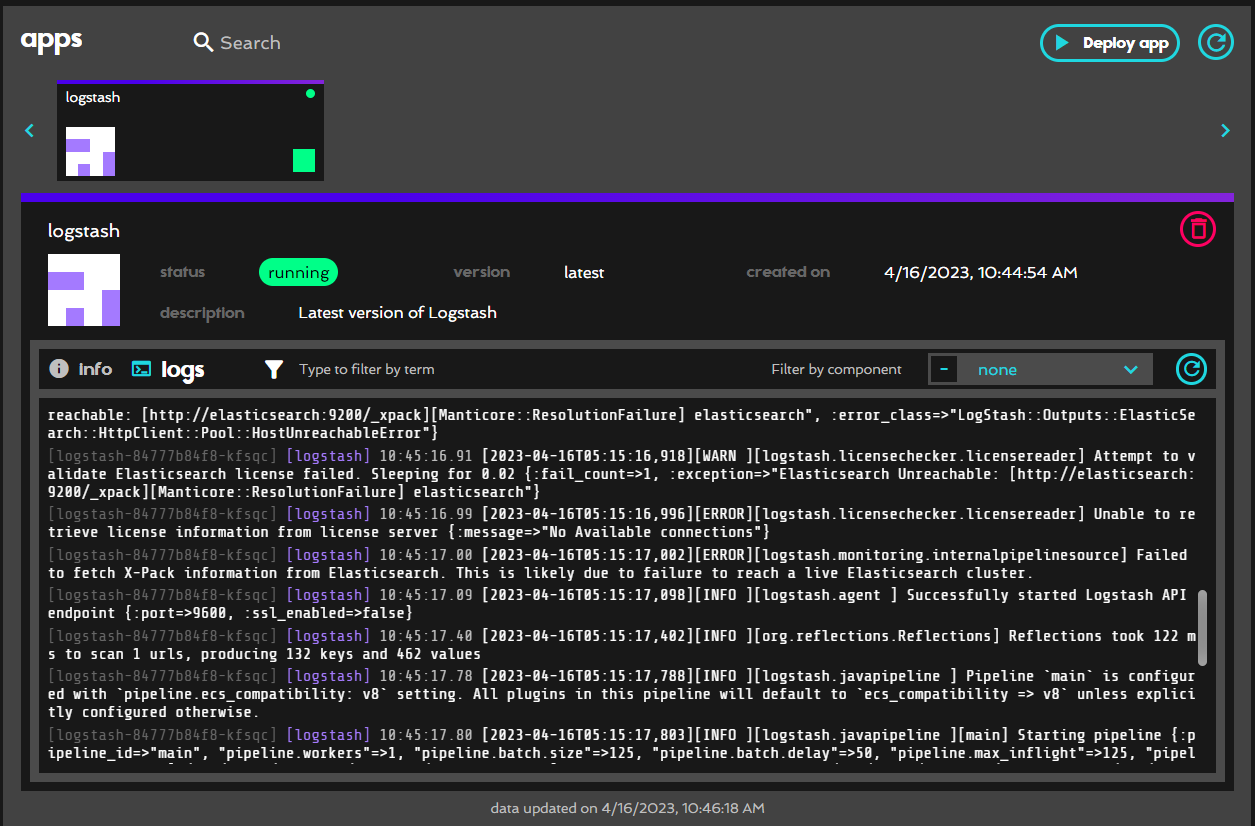 apps
Search
Deploy app
logstash
logstash
status
running
version
latest
created on
4/16/2023, 10:44:54 AM
description
Latest version of Logstash
Info
logs
Type to filter by term
Filter by component
-
none
reachable: [http://elasticsearch:9200/_xpack][Manticore::ResolutionFailure] elasticsearch", :error_class=>"LogStash::Outputs::ElasticSe
arch::HttpClient::Pool::HostUnreachableError"}
[logstash-84777b84f8-kfsqc] [logstash] 10:45:16.91 [2023-04-16T05:15:16,918][WARN ][logstash.licensechecker.licensereader] Attempt to v
alidate Elasticsearch license failed. Sleeping for 0.02 {:fail_count=>1, :exception=>"Elasticsearch Unreachable: [http://elasticsearch:
9200/_xpack][Manticore::ResolutionFailure] elasticsearch"}
[logstash-84777b84f8-kfsqc] [logstash] 10:45:16.99 [2023-04-16T05:15:16,996][ERROR][logstash.licensechecker.licensereader] Unable to re
trieve license information from license server {:message=>"No Available connections"}
[logstash-84777b84f8-kfsqc] [logstash] 10:45:17.00 [2023-04-16T05:15:17,002][ERROR][logstash.monitoring.internalpipelinesource] Failed
to fetch X-Pack information from Elasticsearch. This is likely due to failure to reach a live Elasticsearch cluster.
[logstash-84777b84f8-kfsqc] [logstash] 10:45:17.09 [2023-04-16T05:15:17,098][INFO ][logstash.agent ] Successfully started Logstash API
endpoint {:port=>9600, :ssl_enabled=>false}
[logstash-84777b84f8-kfsqc] [logstash] 10:45:17.40 [2023-04-16T05:15:17,402][INFO ][org.reflections.Reflections] Reflections took 122 m
s to scan 1 urls, producing 132 keys and 462 values
[logstash-84777b84f8-kfsqc] [logstash] 10:45:17.78 [2023-04-16T05:15:17,788][INFO ][logstash.javapipeline ] Pipeline `main` is configur
ed with `pipeline.ecs_compatibility: v8` setting. All plugins in this pipeline will default to `ecs_compatibility => v8` unless explici
tly configured otherwise.
[logstash-84777b84f8-kfsqc] [logstash] 10:45:17.80 [2023-04-16T05:15:17,803][INFO ][logstash.javapipeline ][main] Starting pipeline {:p
ipeline_id=>"main", "pipeline.workers"=>1, "pipeline.batch.size"=>125, "pipeline.batch.delay"=>50, "pipeline.max_inflight"=>125, "pipel
data updated on 4/16/2023, 10:46:18 AM